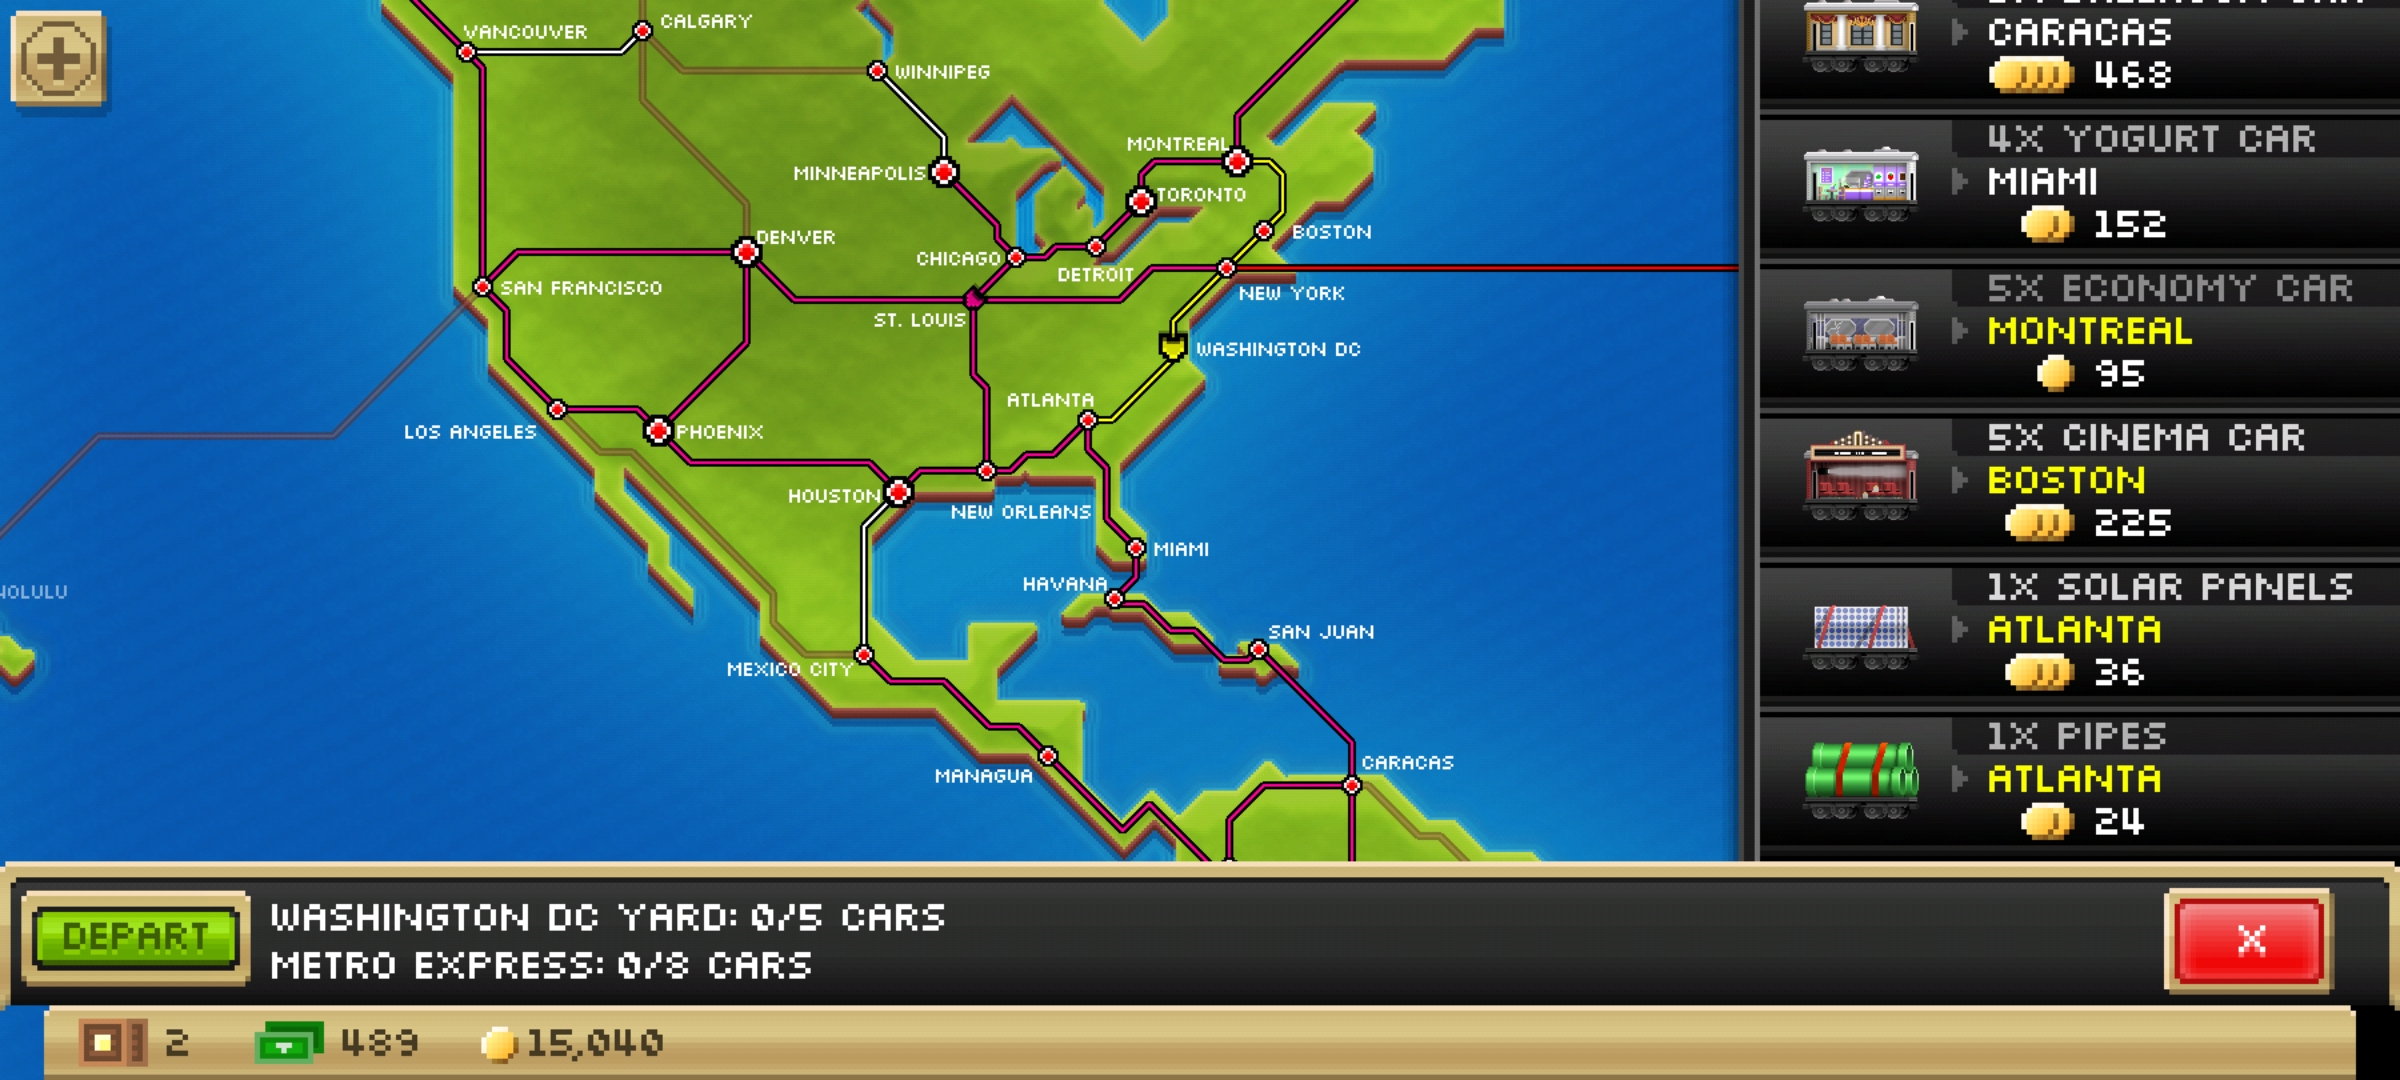 VANCOUVER
CALGARY
WINNIPEG
MONTREAL
MINNEAPOLIS
TORONTO
BOSTON
DENVER
CHICAGO
DETROIT
SAN FRANCISCO
NEW YORK
ST. LOUIS
WASHINGTON DC
ATLANTA
LOS ANGELES
PHOENIX
HOUSTON
NEW ORLEANS
MIAMI
HAVANA
SAN JUAN
MEXICO CITY
MANAGUA
CARACAS
NOLULU
CARACAS
468
4X YOGURT CAR
MIAMI
152
5X ECONOMY CAR
MONTREAL
95
5X CINEMA CAR
BOSTON
225
1X SOLAR PANELS
ATLANTA
36
1X PIPES
ATLANTA
24
DEPART
WASHINGTON DC YARD: 0/5 CARS
METRO EXPRESS: 0/8 CARS
X
2
489
15,040